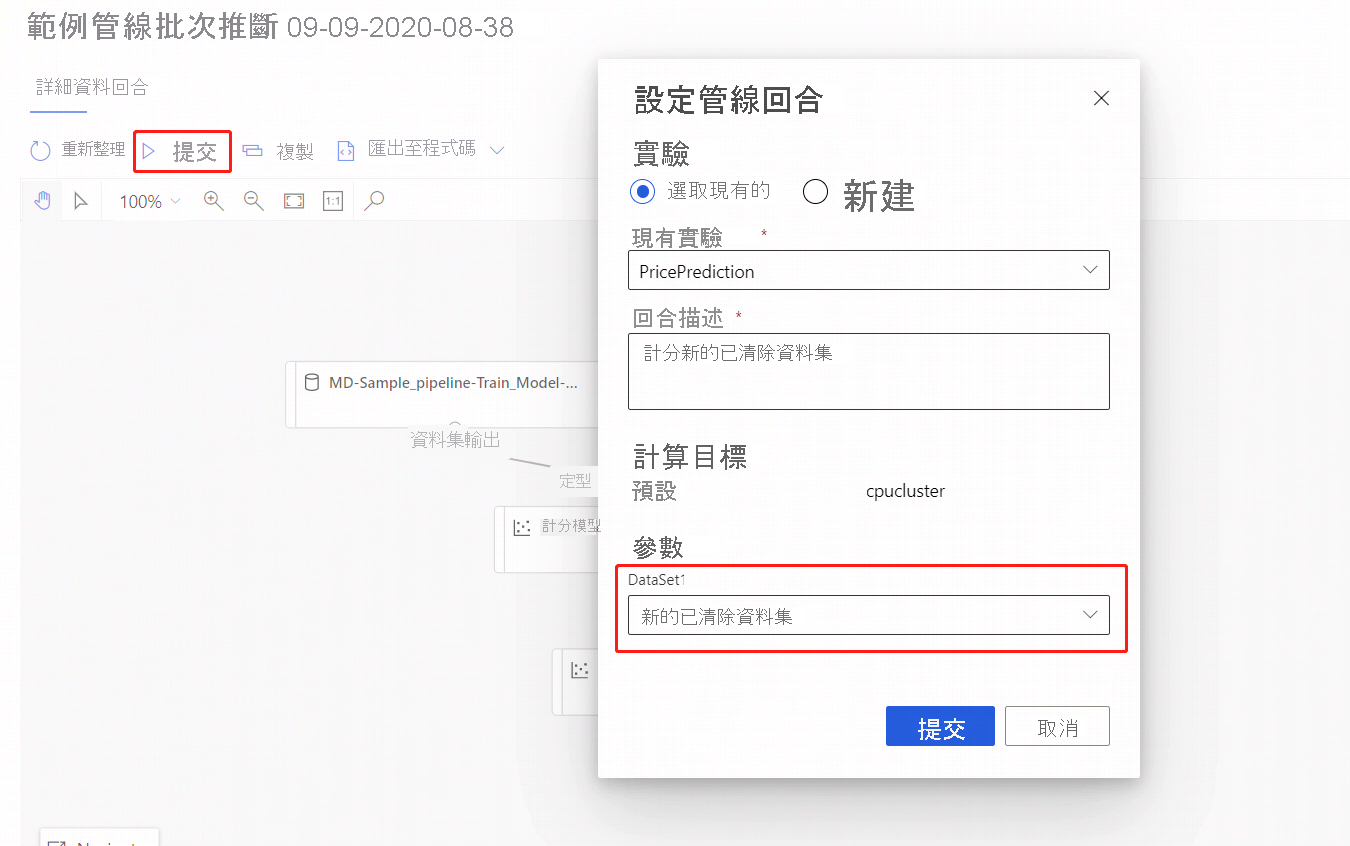 範例管線批次推斷 09-09-2020-08-38
詳細資料回合
重新整理 提交 複製 匯出至程式碼
100% 1:1
MD-Sample_pipeline-Train_Model-...
資料集輸出
定型
計分模型
設定管線回合
實驗
選取現有的 新建
現有實驗 *
PricePrediction
回合描述 *
計分新的已清除資料集
計算目標
預設 cpucluster
參數
DataSet1
新的已清除資料集
提交 取消